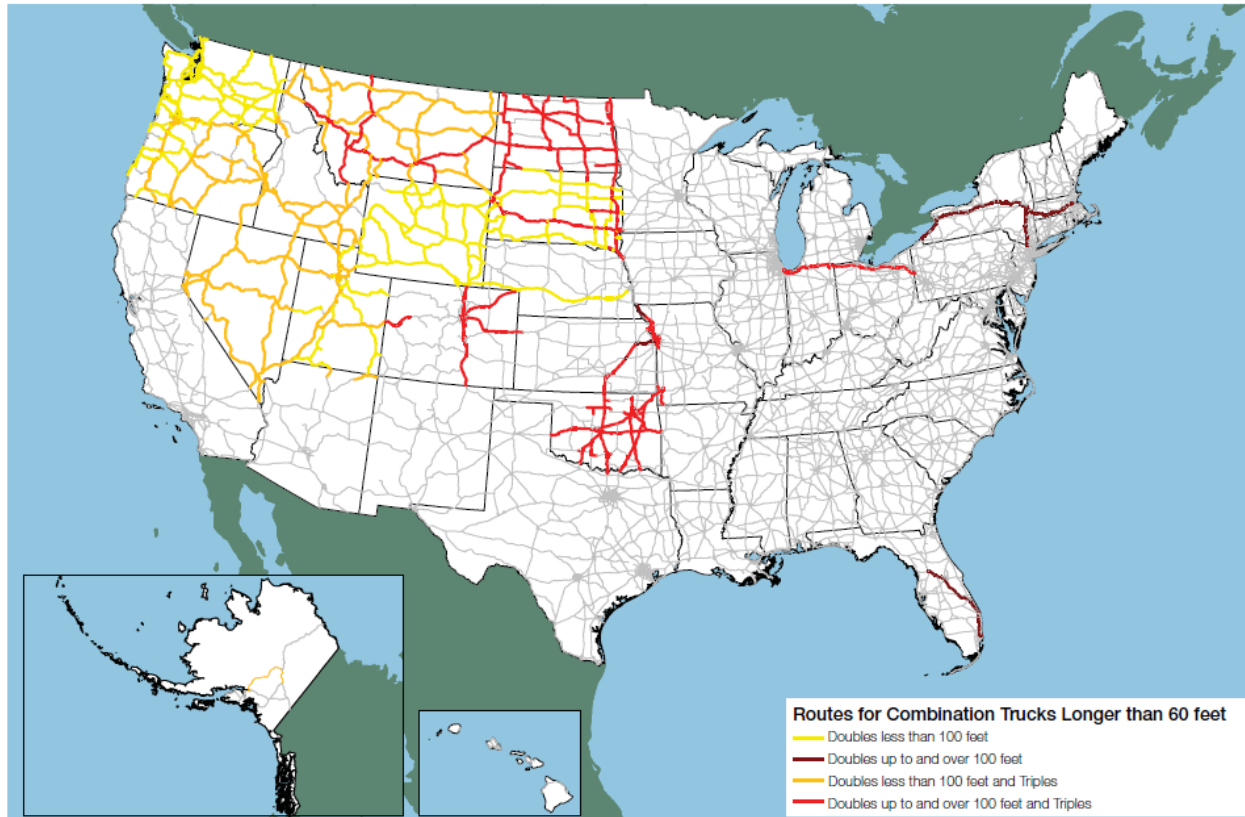 Routes for Combination Trucks Longer than 60 feet
Doubles less than 100 feet
Doubles up to and over 100 feet
Doubles less than 100 feet and Triples
Doubles up to and over 100 feet and Triples